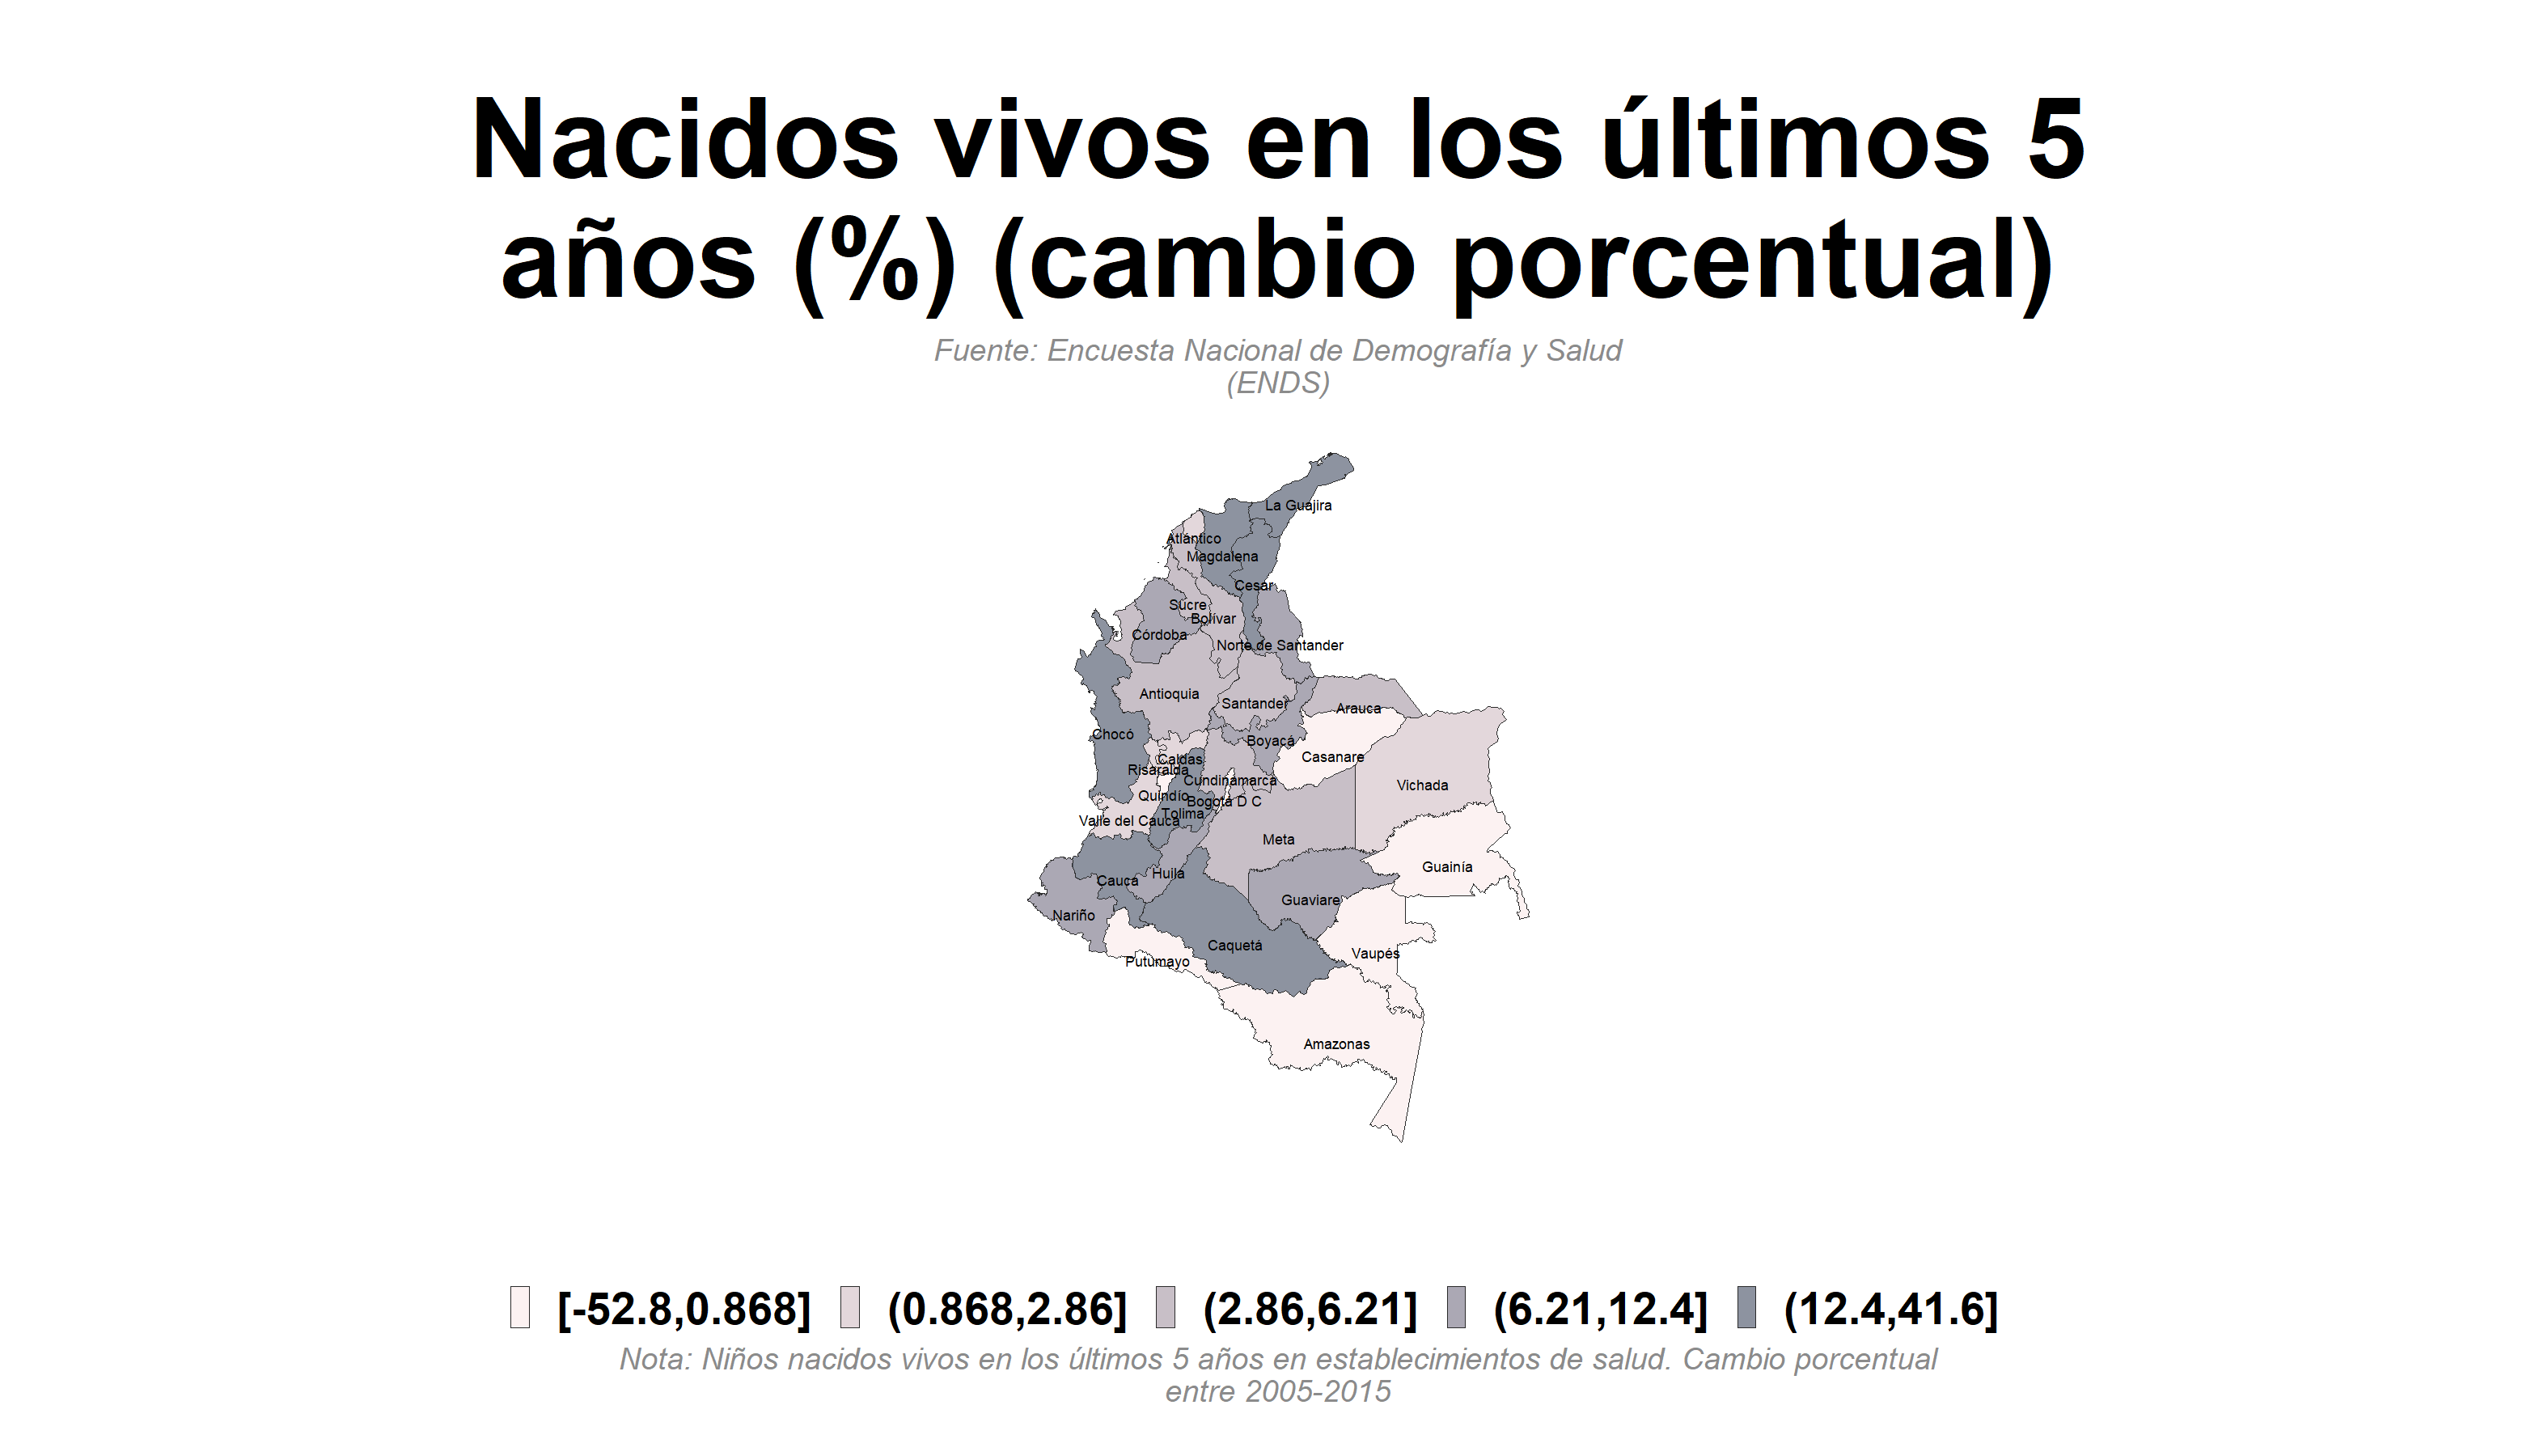 Nacidos vivos en los últimos 5
años (%) (cambio porcentual)
Fuente: Encuesta Nacional de Demografía y Salud
(ENDS)
La Guajira
Atlántico
Magdalena
Cesar
Sucre
Bolívar
Córdoba
Norte de Santander
Antioquia
Santander
Arauca
Chocó
Boyacá
Casanare
Caldas
Risaralda
Cundinamarca
Vichada
Quindío
Bogotá D C
Tolima
Valle del Cauca
Meta
Guainía
Huila
Cauca
Guaviare
Nariño
Caquetá
Vaupés
Putumayo
Amazonas
[-52.8,0.868] (0.868,2.86] (2.86,6.21] (6.21,12.4] (12.4,41.6]
Nota: Niños nacidos vivos en los últimos 5 años en establecimientos de salud. Cambio porcentual
entre 2005-2015